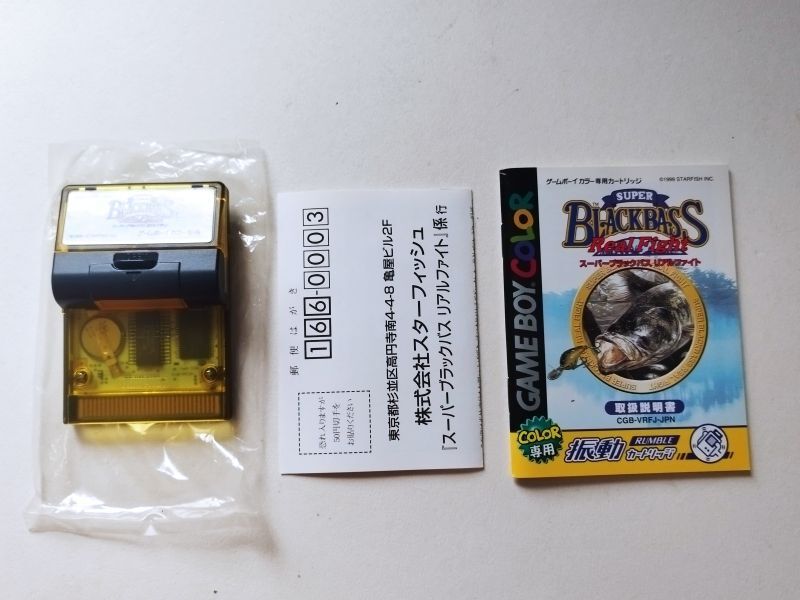 BLACKBASS
166-0003
郵便はがき
東京都杉並区高円寺南4-4-8 亀屋ビル2F
株式会社スターフィッシュ
『スーパーブラックバス リアルファイト』係 行
恐れ入りますが
50円切手を
お貼りください
ゲームボーイカラー専用カートリッジ
©1999 STARFISH INC.
GAME BOY COLOR
SUPER
BLACKBASS
TM
Real Fight
スーパーブラックバス リアルファイト
取扱説明書
CGB-VRFJ-JPN
COLOR
専用
振動
RUMBLE
カートリッジ